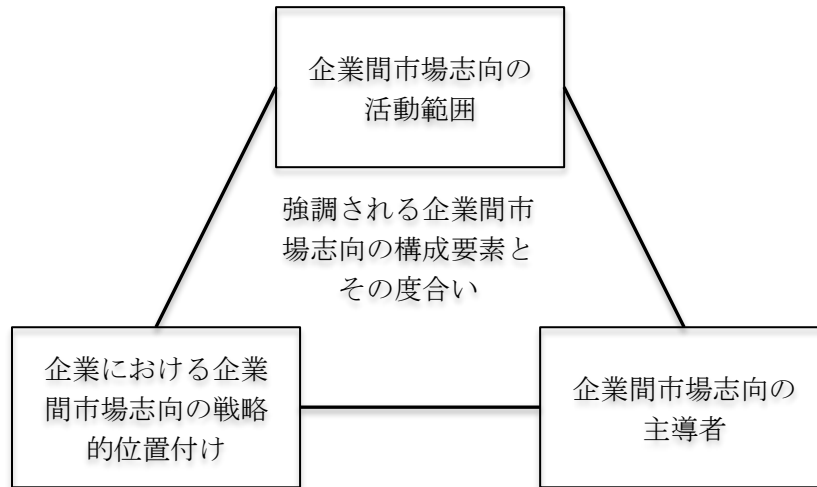 企業間市場志向の
活動範囲
強調される企業間市
場志向の構成要素と
その度合い
企業における企業
間市場志向の戦略
的位置付け
企業間市場志向の
主導者